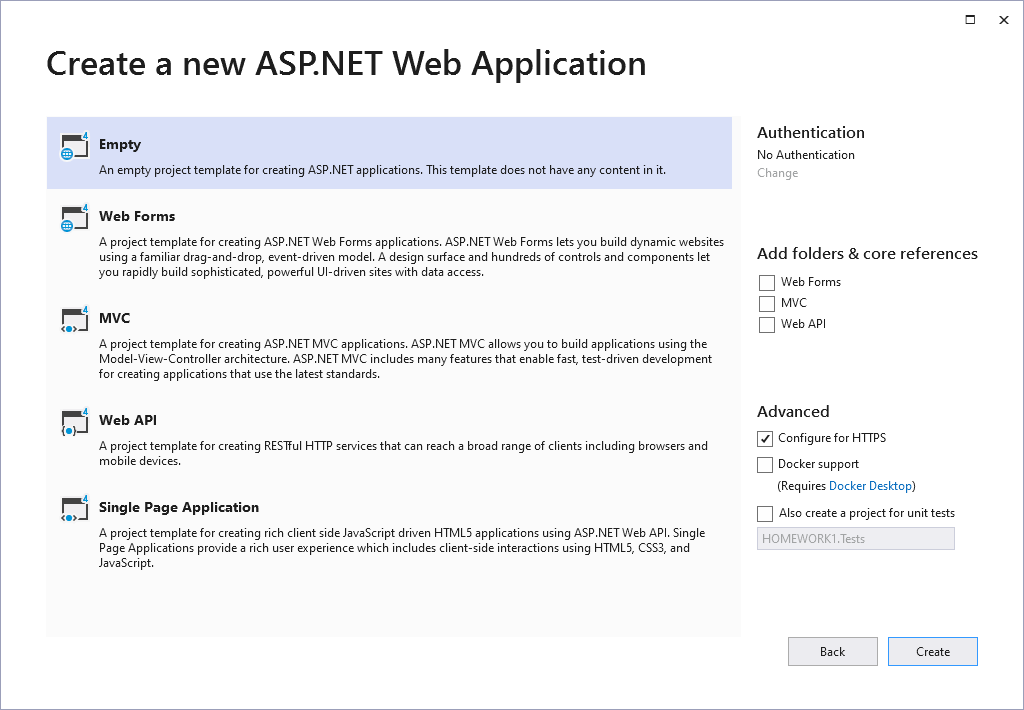 Create a new ASP.NET Web Application
4
Empty
An empty project template for creating ASP.NET applications. This template does not have any content in it.
4
Web Forms
A project template for creating ASP.NET Web Forms applications. ASP.NET Web Forms lets you build dynamic websites
using a familiar drag-and-drop, event-driven model. A design surface and hundreds of controls and components let
you rapidly build sophisticated, powerful UI-driven sites with data access.
4
MVC
A project template for creating ASP.NET MVC applications. ASP.NET MVC allows you to build applications using the
Model-View-Controller architecture. ASP.NET MVC includes many features that enable fast, test-driven development
for creating applications that use the latest standards.
4
Web API
A project template for creating RESTful HTTP services that can reach a broad range of clients including browsers and
mobile devices.
4
Single Page Application
A project template for creating rich client side JavaScript driven HTML5 applications using ASP.NET Web API. Single
Page Applications provide a rich user experience which includes client-side interactions using HTML5, CSS3, and
JavaScript.
Authentication
No Authentication
Change
Add folders & core references
Web Forms
MVC
Web API
Advanced
Configure for HTTPS
Docker support
(Requires Docker Desktop)
Also create a project for unit tests
HOMEWORK1.Tests
Back
Create